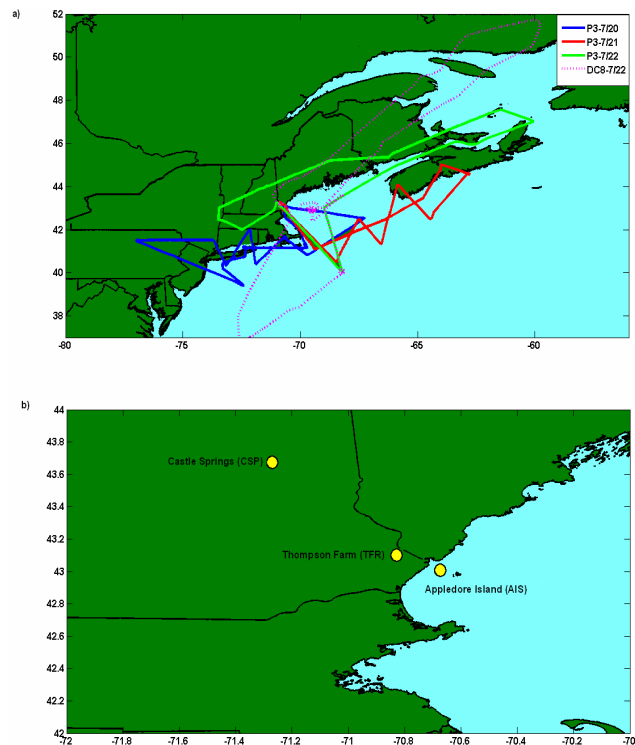 a)
52
50
48
46
44
42
40
38
P3-7/20
P3-7/21
P3-7/22
DC8-7/22
-80 -75 -70 -65 -60
b)
44
43.8
43.6
43.4
43.2
43
42.8
42.6
42.4
42.2
42
Castle Springs (CSP)
Thompson Farm (TFR)
Appledore Island (AIS)
-72 -71.8 -71.6 -71.4 -71.2 -71 -70.8 -70.6 -70.4 -70.2 -70